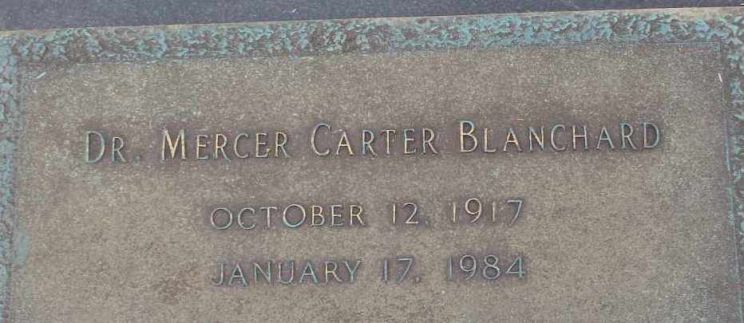 DR. MERCER CARTER BLANCHARD
OCTOBER 12, 1917
JANUARY 17, 1984